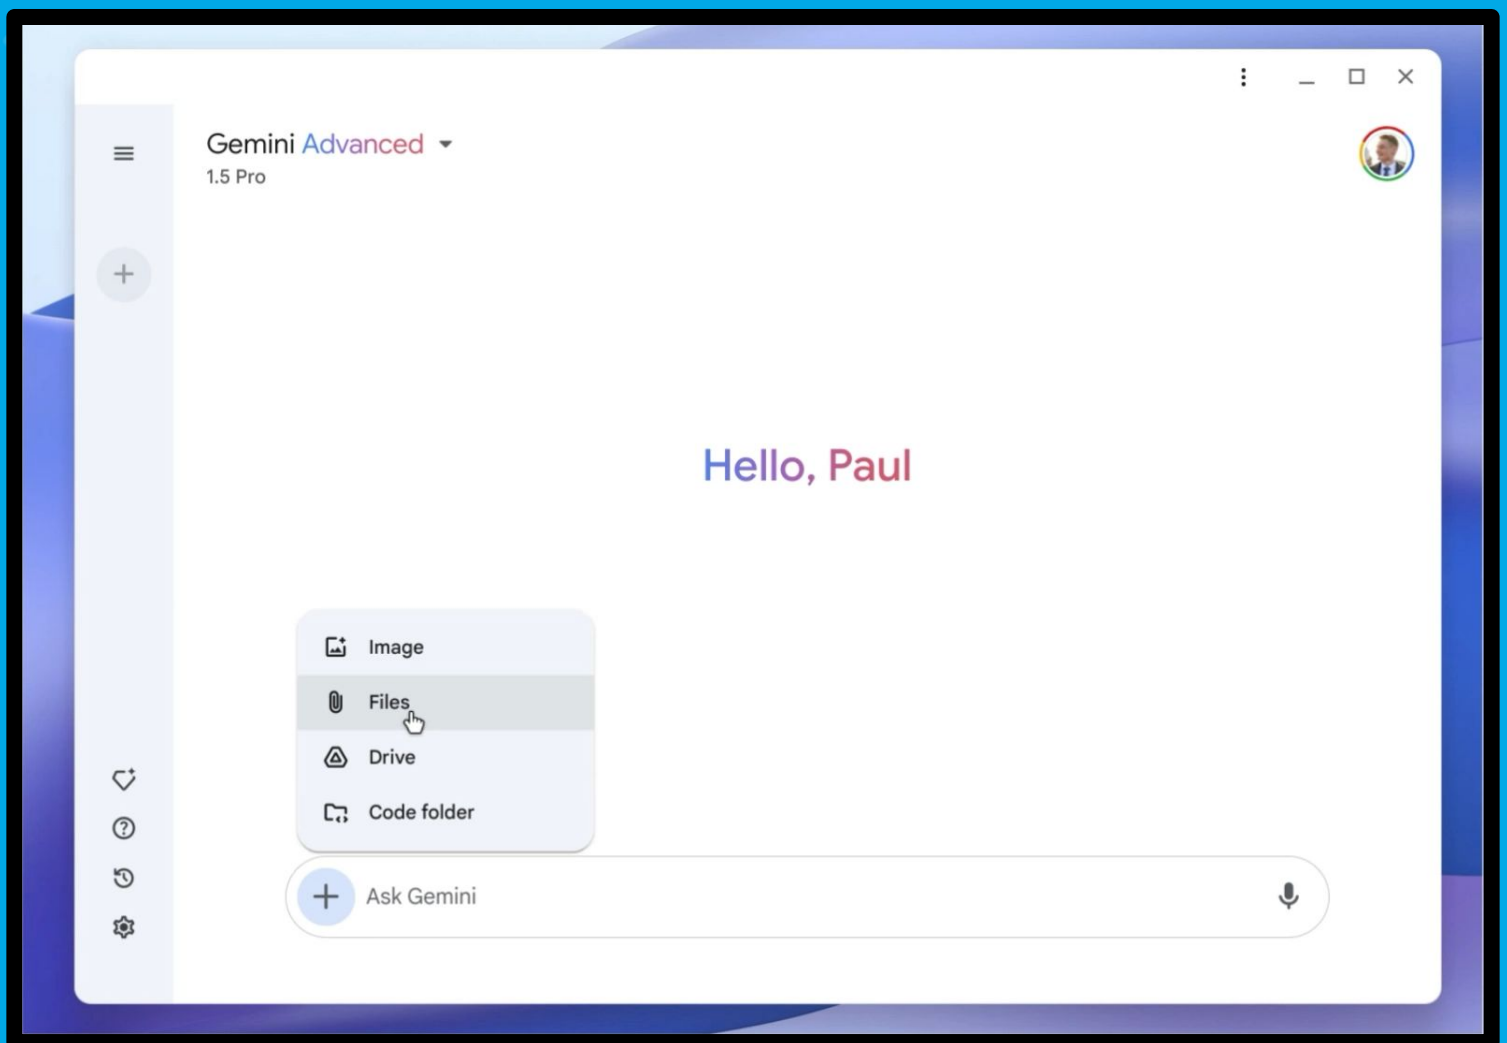 Gemini Advanced
1.5 Pro
Hello, Paul
Image
Files
Drive
Code folder
Ask Gemini